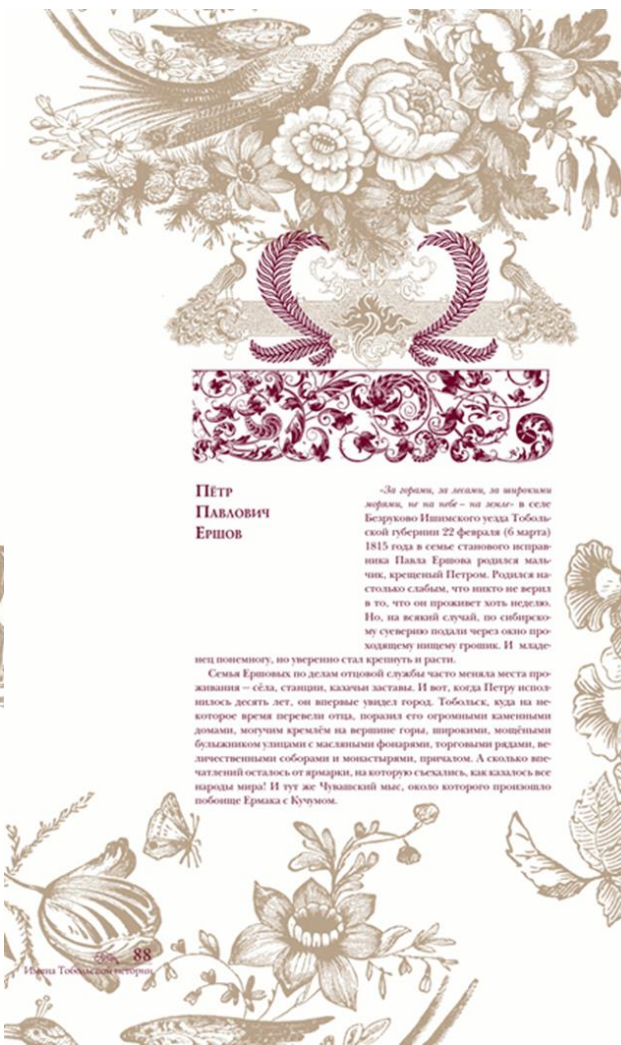 Пётр
Павлович
Ершов
«За горами, за лесами, за широкими
морями, не на небе – на земле» в селе
Безруково Ишимского уезда Тоболь-
ской губернии 22 февраля (6 марта)
1815 года в семье станового исправ-
ника Павла Ершова родился маль-
чик, крещеный Петром. Родился на-
столько слабым, что никто не верил
в то, что он проживет хоть неделю.
Но, на всякий случай, по сибирско-
му суеверию подали через окно про-
ходящему нищему грошик. И младе-
нец понемногу, но уверенно стал крепнуть и расти.
Семья Ершовых по делам отцовой службы часто меняла места про-
живания – сёла, станции, казачьи заставы. И вот, когда Петру испол-
нилось десять лет, он впервые увидел город. Тобольск, куда на не-
которое время перевели отца, поразил его огромными каменными
домами, могучим кремлём на вершине горы, широкими, мощёными
булыжником улицами с масляными фонарями, торговыми рядами, ве-
личественными соборами и монастырями, причалом. А сколько впе-
чатлений осталось от ярмарки, на которую съехались, как казалось все
народы мира! И тут же Чувашский мыс, около которого произошло
побоище Ермака с Кучумом.
88
Имена Тобольской истории